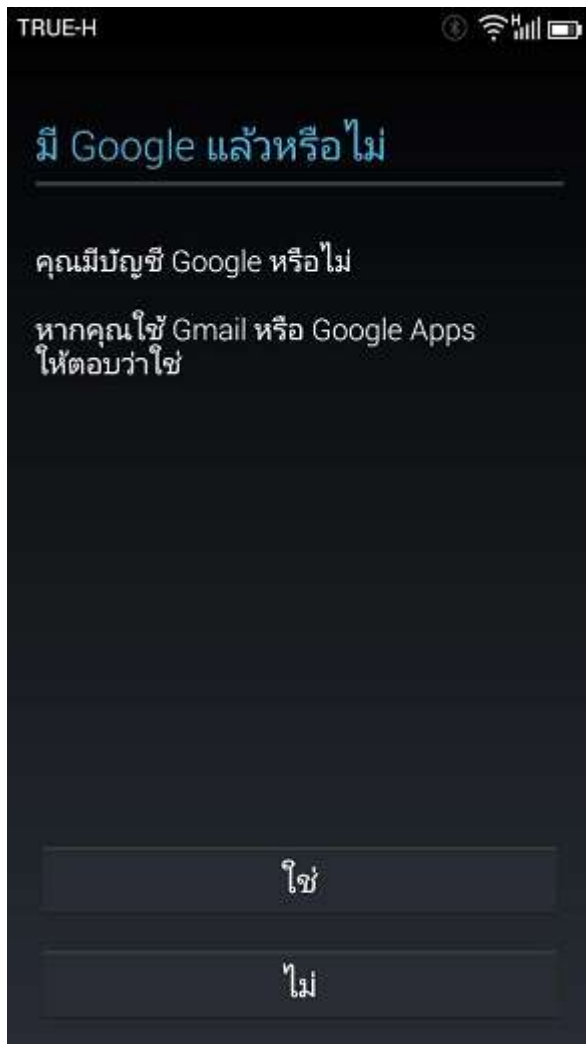 TRUE-H
H
มี Google แล้วหรือไม่
คุณมีบัญชี Google หรือไม่
หากคุณใช้ Gmail หรือ Google Apps
ให้ตอบว่าใช่
ใช่
ไม่